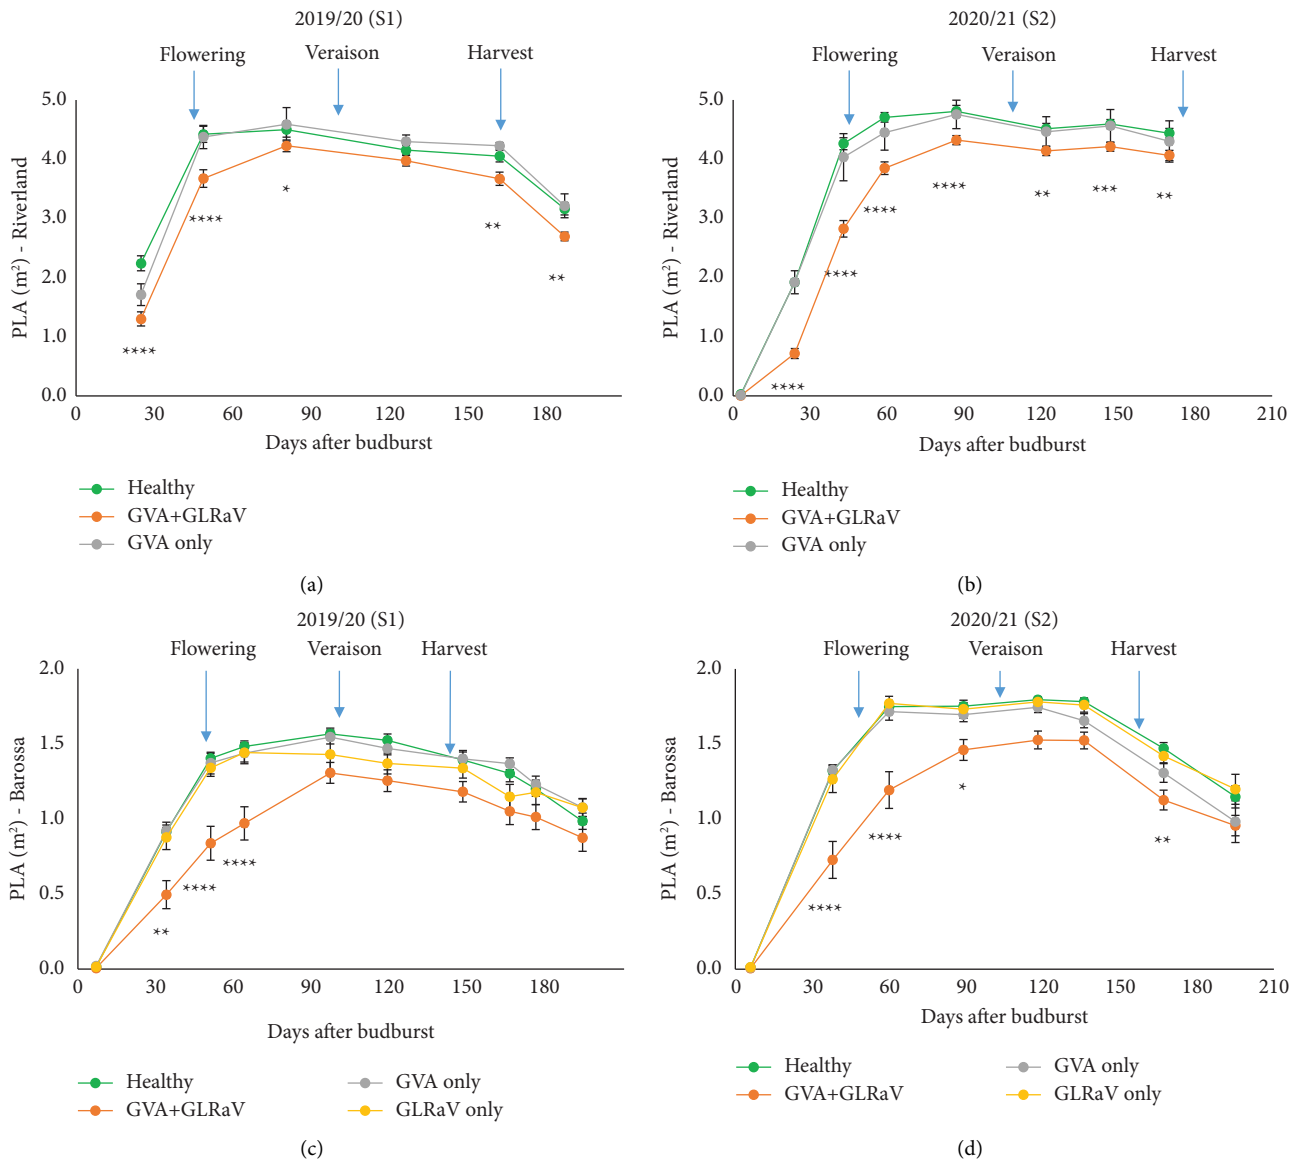 2019/20 (S1)
Flowering
Veraison
Harvest
PLA (m²) - Riverland
5.0
4.0
3.0
2.0
1.0
0.0
****
****
*
**
**
0 30 60 90 120 150 180
Days after budburst
Healthy
GVA+GLRaV
GVA only
(a)
2020/21 (S2)
Flowering
Veraison
Harvest
PLA (m²) - Riverland
5.0
4.0
3.0
2.0
1.0
0.0
****
****
****
****
**
***
**
0 30 60 90 120 150 180 210
Days after budburst
Healthy
GVA+GLRaV
GVA only
(b)
2019/20 (S1)
Flowering
Veraison
Harvest
PLA (m²) - Barossa
2.0
1.5
1.0
0.5
0.0
**
****
****
0 30 60 90 120 150 180
Days after budburst
Healthy
GVA+GLRaV
GVA only
GLRaV only
(c)
2020/21 (S2)
Flowering
Veraison
Harvest
PLA (m²) - Barossa
2.0
1.5
1.0
0.5
0.0
****
****
*
**
0 30 60 90 120 150 180 210
Days after budburst
Healthy
GVA+GLRaV
GVA only
GLRaV only
(d)